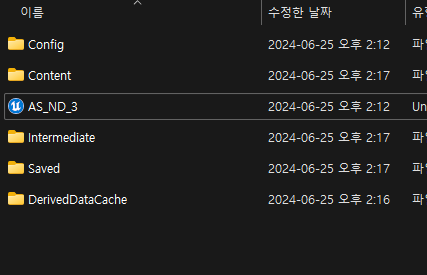 이름 수정한 날짜 유
Config 2024-06-25 오후 2:12 파
Content 2024-06-25 오후 2:17 파
AS_ND_3 2024-06-25 오후 2:12 Un
Intermediate 2024-06-25 오후 2:17 파
Saved 2024-06-25 오후 2:17 파
DerivedDataCache 2024-06-25 오후 2:16 파